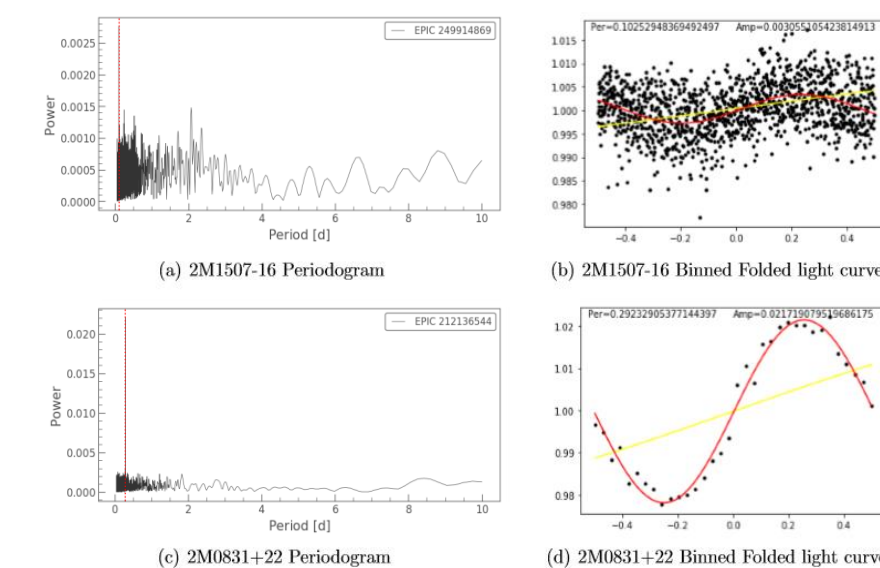 EPIC 249914869
0.0025
0.0020
0.0015
0.0010
0.0005
0.0000
Power
0 2 4 6 8 10
Period [d]
(a) 2M1507-16 Periodogram
Per=0.10252948369492497 Amp=0.003055105423814913
1.015
1.010
1.005
1.000
0.995
0.990
0.985
0.980
−0.4 −0.2 0.0 0.2 0.4
(b) 2M1507-16 Binned Folded light curve
EPIC 212136544
0.020
0.015
0.010
0.005
0.000
Power
0 2 4 6 8 10
Period [d]
(c) 2M0831+22 Periodogram
Per=0.29232905377144397 Amp=0.021719079519686175
1.02
1.01
1.00
0.99
0.98
−0.4 −0.2 0.0 0.2 0.4
(d) 2M0831+22 Binned Folded light curve